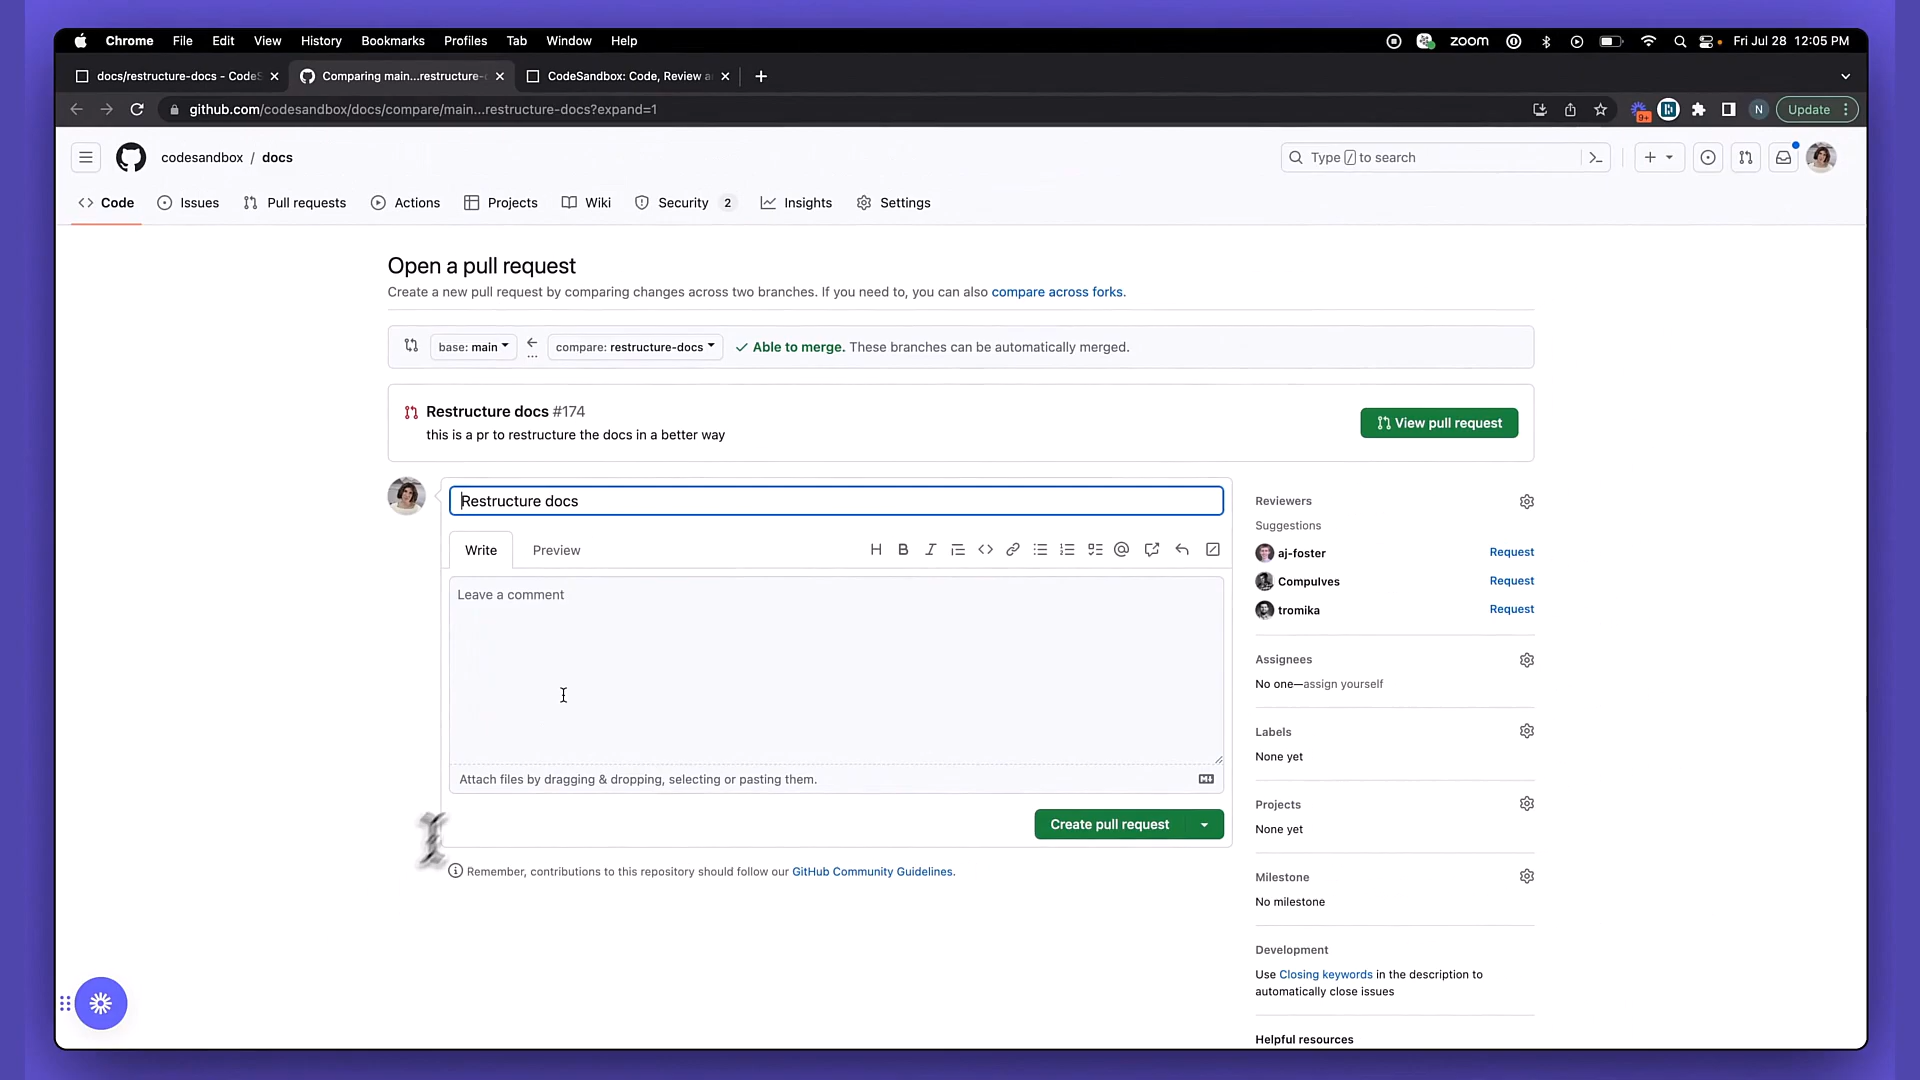 Chrome File Edit View History Bookmarks Profiles Tab Window Help zoom Fri Jul 28 12:05 PM
docs/restructure-docs - CodeS Comparing main...restructure- CodeSandbox: Code, Review a
github.com/codesandbox/docs/compare/main...restructure-docs?expand=1 9+ N Update
codesandbox / docs Type / to search
Code Issues Pull requests Actions Projects Wiki Security 2 Insights Settings
Open a pull request
Create a new pull request by comparing changes across two branches. If you need to, you can also compare across forks.
base: main compare: restructure-docs Able to merge. These branches can be automatically merged.
Restructure docs #174
this is a pr to restructure the docs in a better way
View pull request
Restructure docs
Write Preview
Leave a comment
Attach files by dragging & dropping, selecting or pasting them.
Create pull request
Remember, contributions to this repository should follow our GitHub Community Guidelines.
Reviewers
Suggestions
aj-foster Request
Compulves Request
tromika Request
Assignees
No one—assign yourself
Labels
None yet
Projects
None yet
Milestone
No milestone
Development
Use Closing keywords in the description to
automatically close issues
Helpful resources